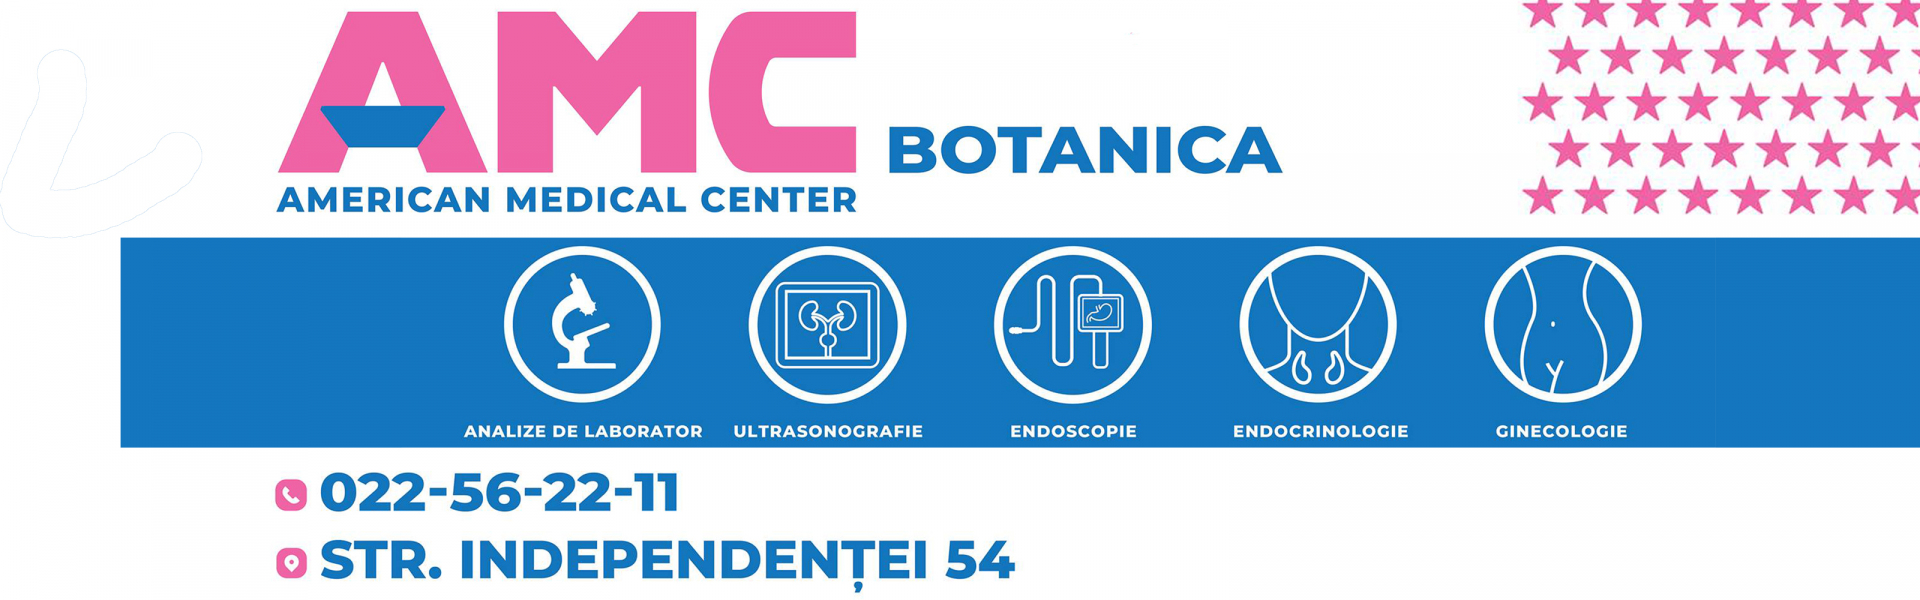 AMC
BOTANICA
AMERICAN MEDICAL CENTER
ANALIZE DE LABORATOR
ULTRASONOGRAFIE
ENDOSCOPIE
ENDOCRINOLOGIE
GINECOLOGIE
022-56-22-11
STR. INDEPENDENȚEI 54